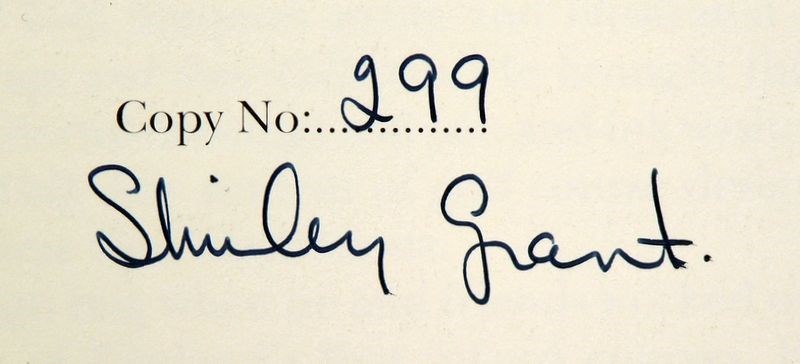 Copy No:...299...........
Shirley Grant.